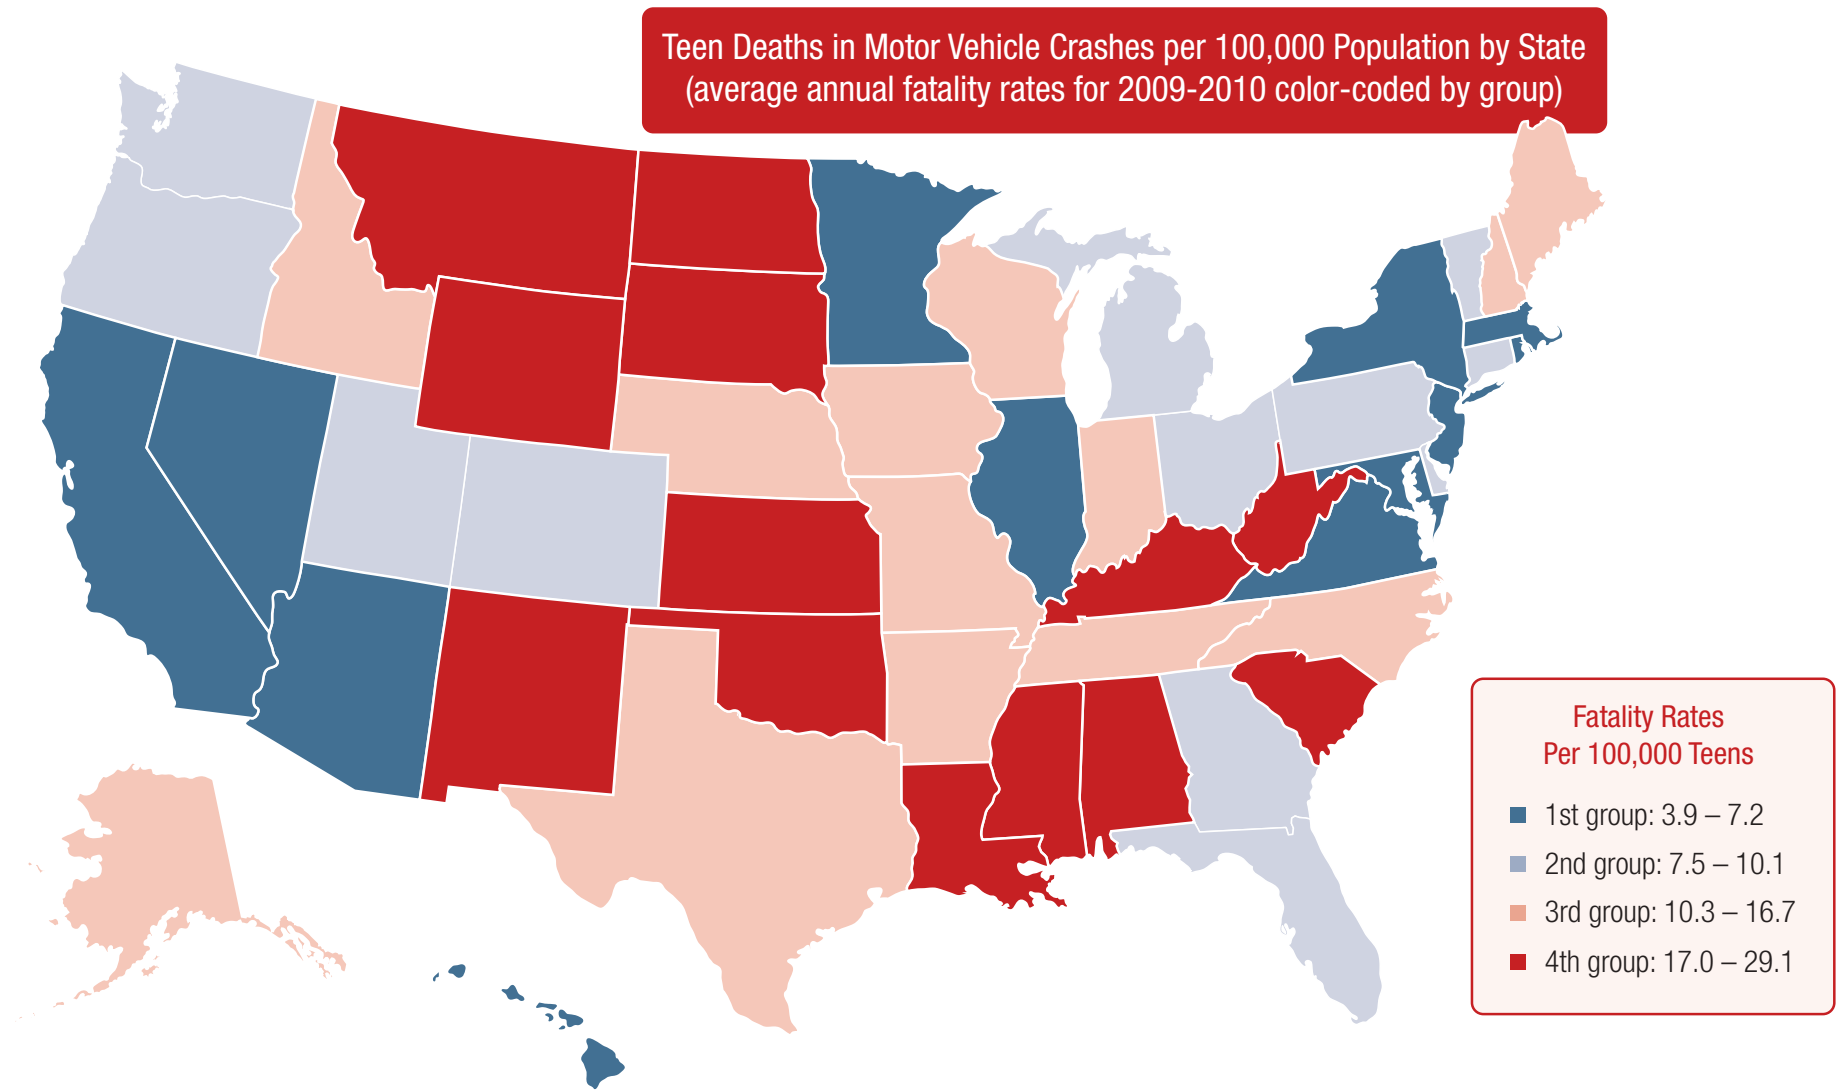 Teen Deaths in Motor Vehicle Crashes per 100,000 Population by State
(average annual fatality rates for 2009-2010 color-coded by group)
Fatality Rates
Per 100,000 Teens
1st group: 3.9 – 7.2
2nd group: 7.5 – 10.1
3rd group: 10.3 – 16.7
4th group: 17.0 – 29.1